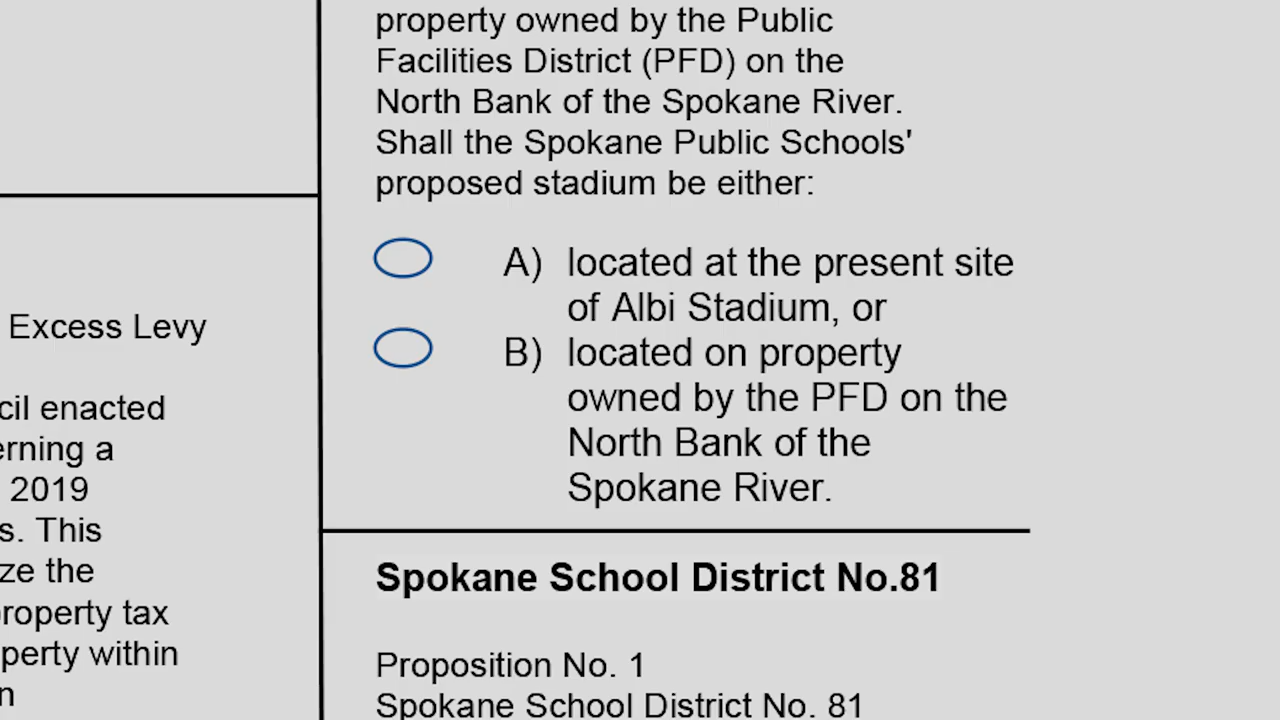 Excess Levy
cil enacted
erning a
2019
s. This
ze the
property tax
perty within
n
property owned by the Public
Facilities District (PFD) on the
North Bank of the Spokane River.
Shall the Spokane Public Schools'
proposed stadium be either:
A) located at the present site
of Albi Stadium, or
B) located on property
owned by the PFD on the
North Bank of the
Spokane River.
Spokane School District No.81
Proposition No. 1
Spokane School District No. 81